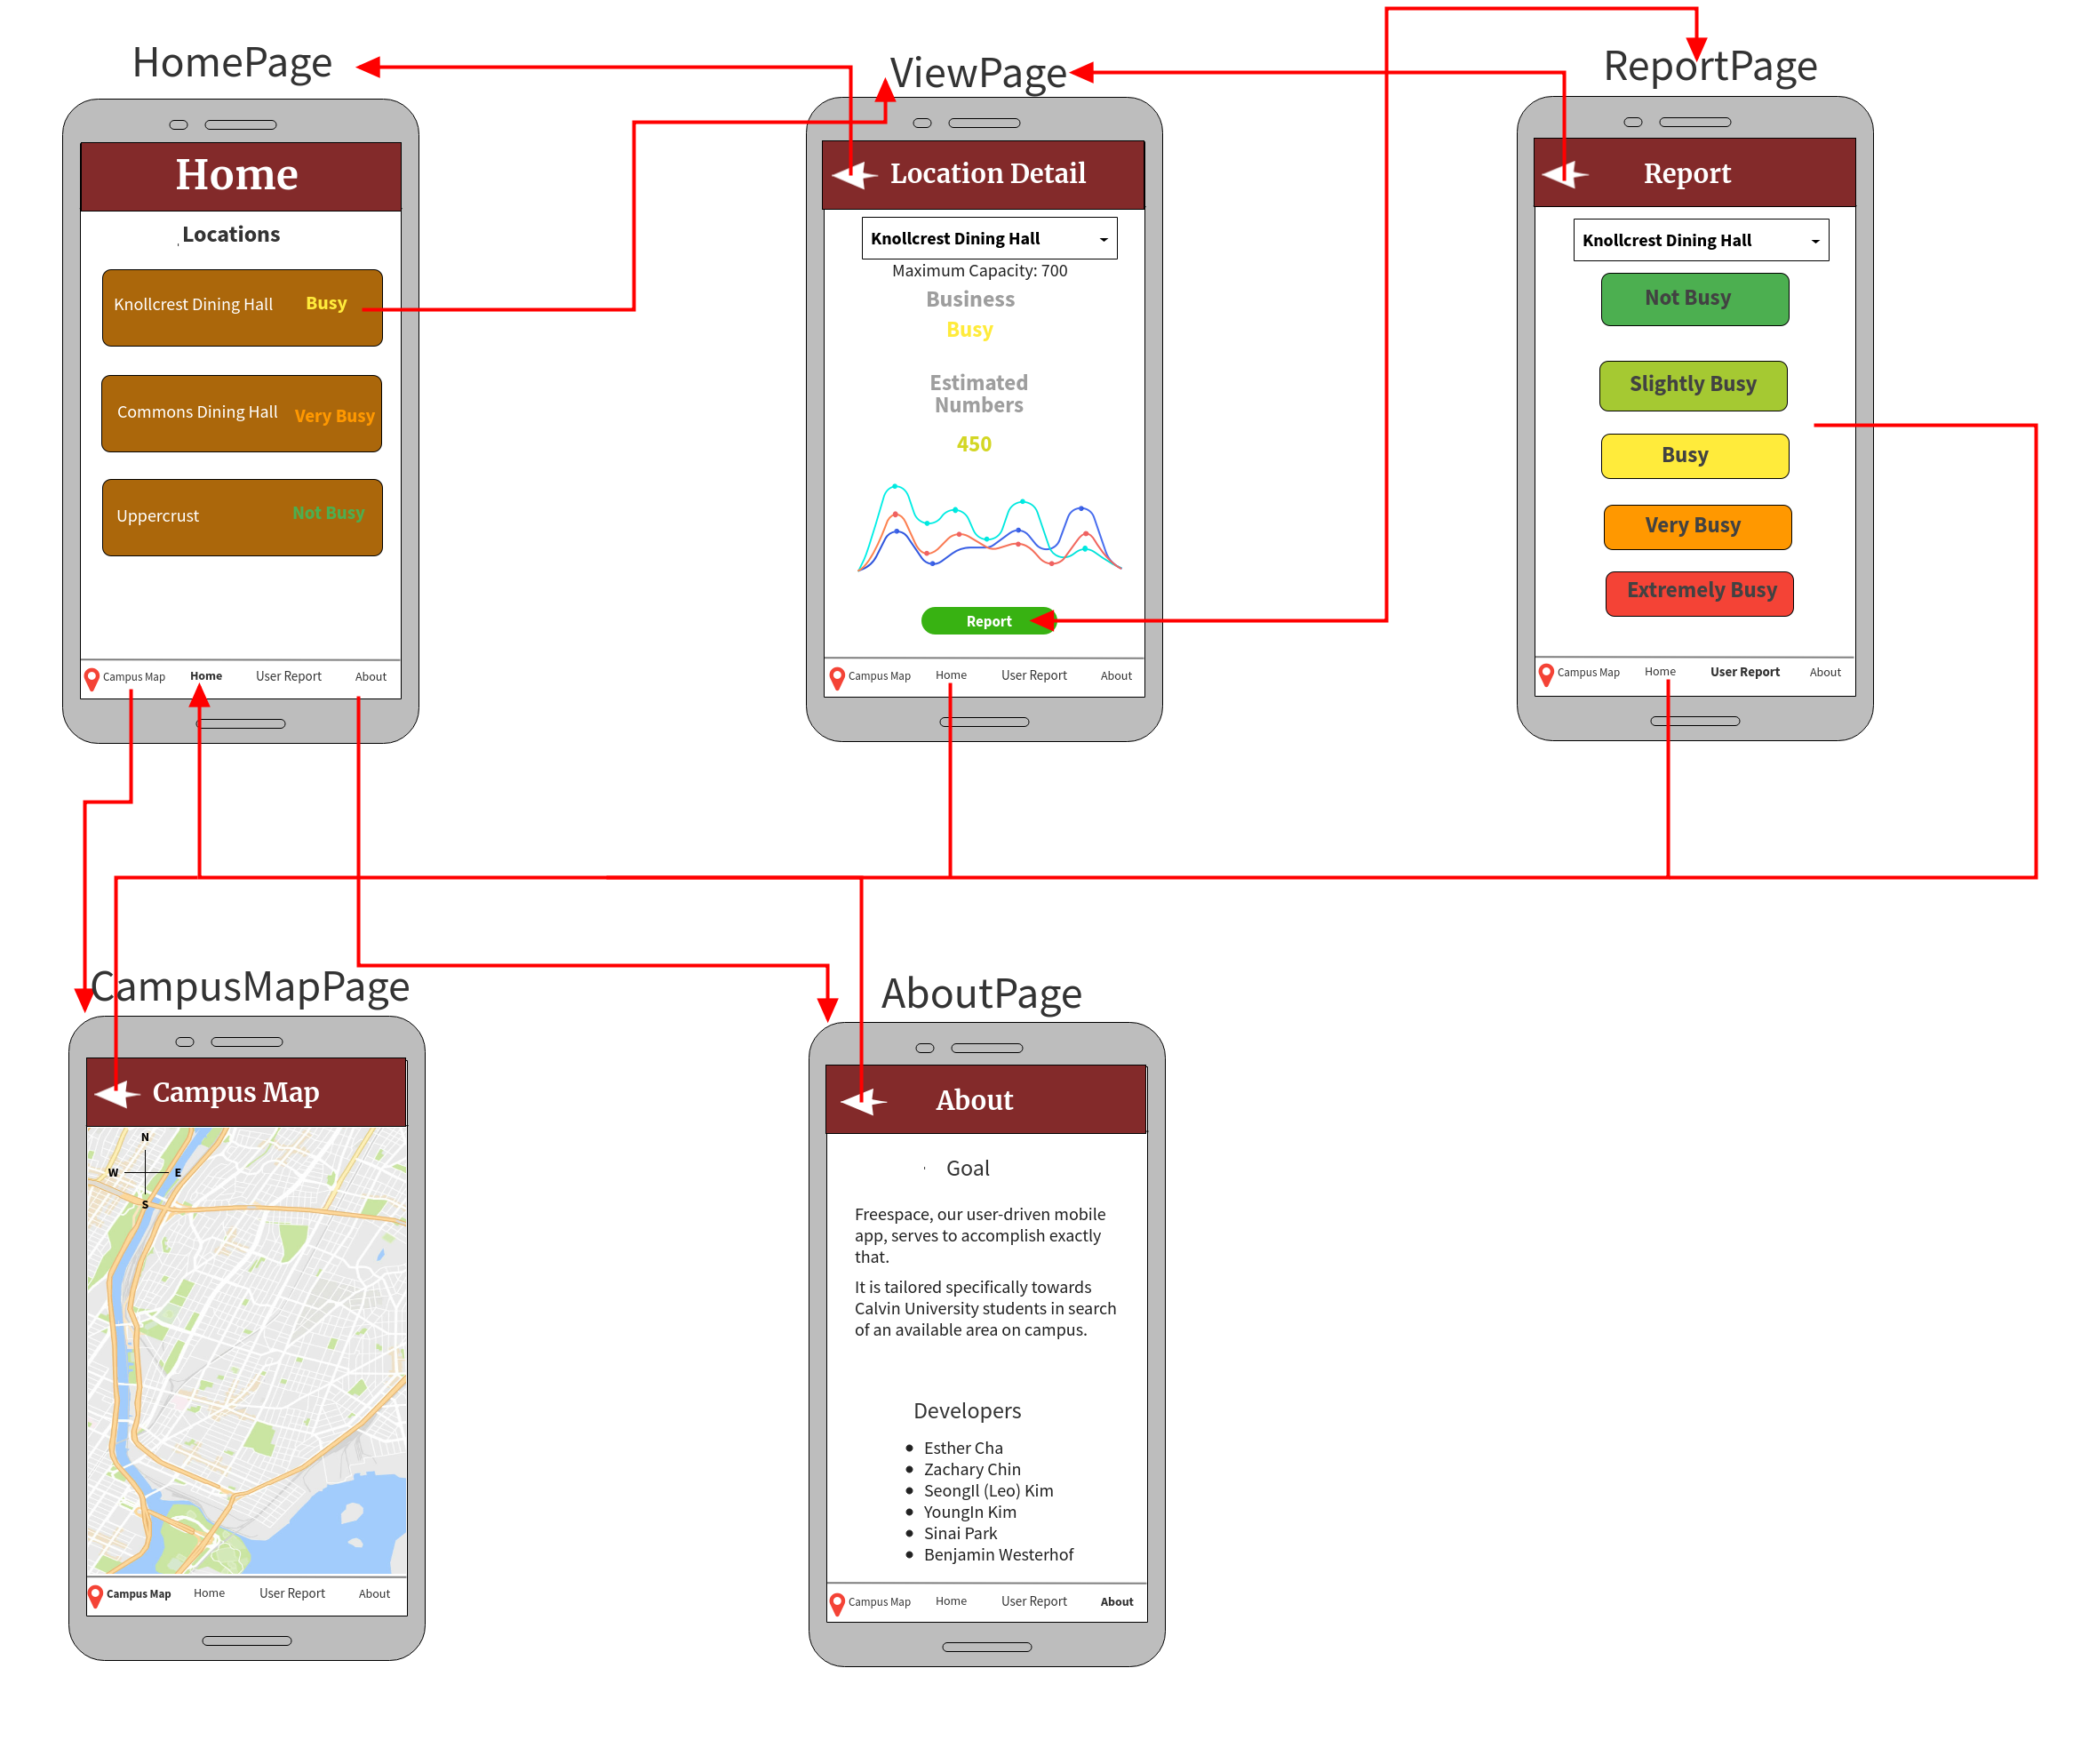 HomePage
Home
Locations
Knollcrest Dining Hall Busy
Commons Dining Hall Very Busy
Uppercrust Not Busy
Campus Map Home User Report About
ViewPage
Location Detail
Knollcrest Dining Hall
Maximum Capacity: 700
Business
Busy
Estimated
Numbers
450
Report
Campus Map Home User Report About
ReportPage
Report
Knollcrest Dining Hall
Not Busy
Slightly Busy
Busy
Very Busy
Extremely Busy
Campus Map Home User Report About
CampusMapPage
Campus Map
N
W E
S
Campus Map Home User Report About
AboutPage
About
Goal
Freespace, our user-driven mobile
app, serves to accomplish exactly
that.
It is tailored specifically towards
Calvin University students in search
of an available area on campus.
Developers
• Esther Cha
• Zachary Chin
• SeongIl (Leo) Kim
• YoungIn Kim
• Sinai Park
• Benjamin Westerhof
Campus Map Home User Report About